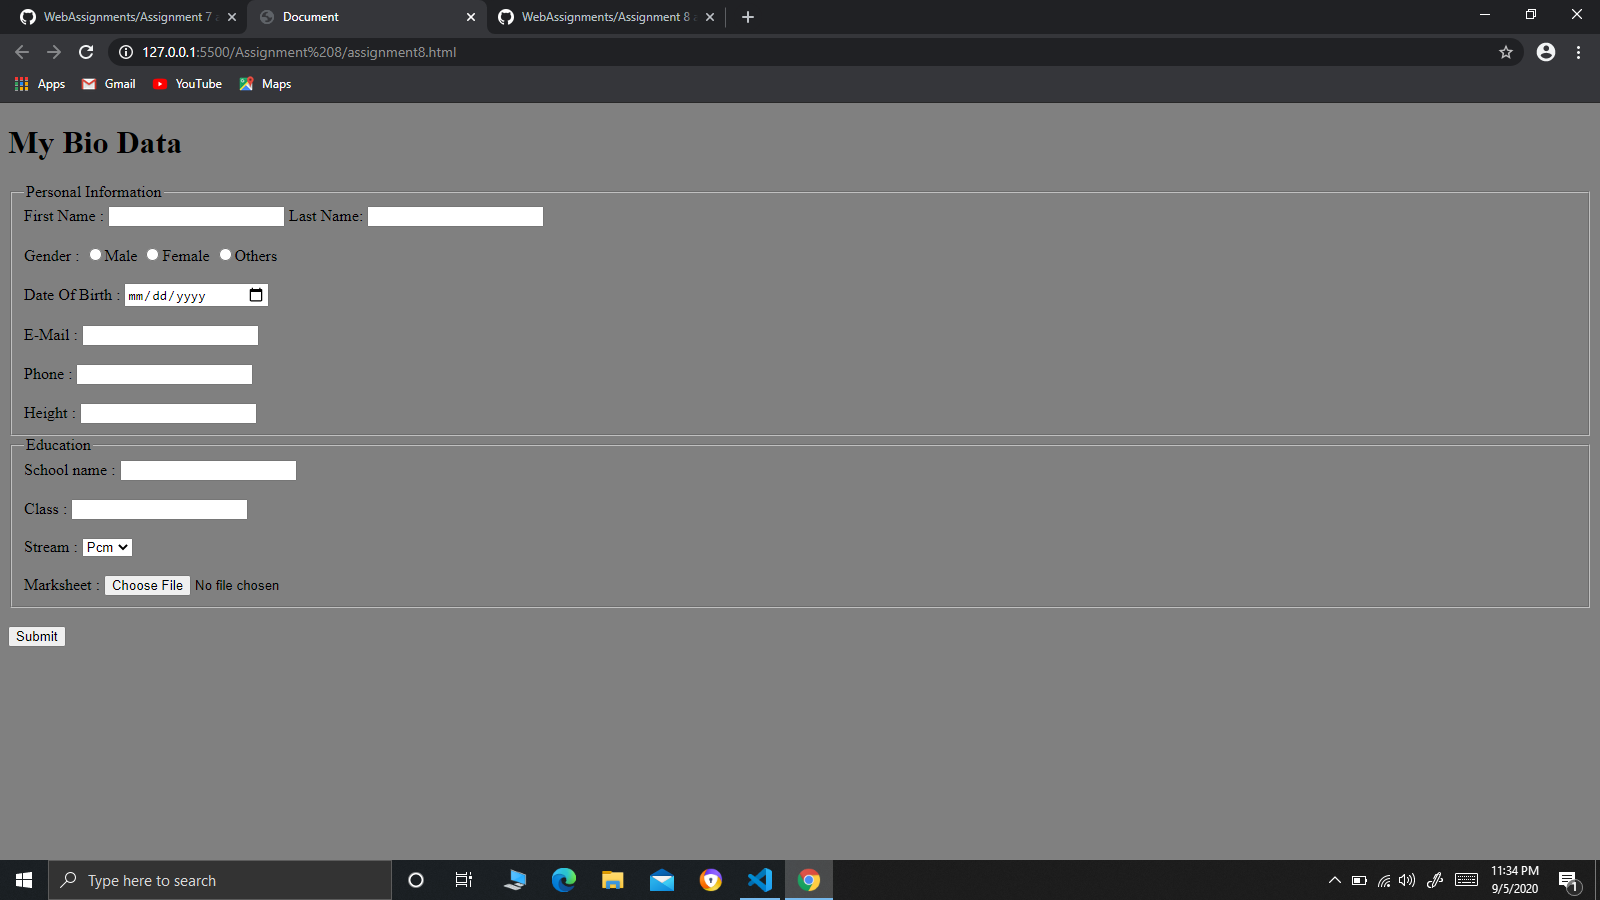 WebAssignments/Assignment 7 Document WebAssignments/Assignment 8
127.0.0.1:5500/Assignment%208/assignment8.html
Apps Gmail YouTube Maps
My Bio Data
Personal Information
First Name : Last Name:
Gender : Male Female Others
Date Of Birth : mm/dd/yyyy
E-Mail :
Phone :
Height :
Education
School name :
Class :
Stream : Pcm
Marksheet : Choose File No file chosen
Submit
Type here to search
11:34 PM
9/5/2020
1